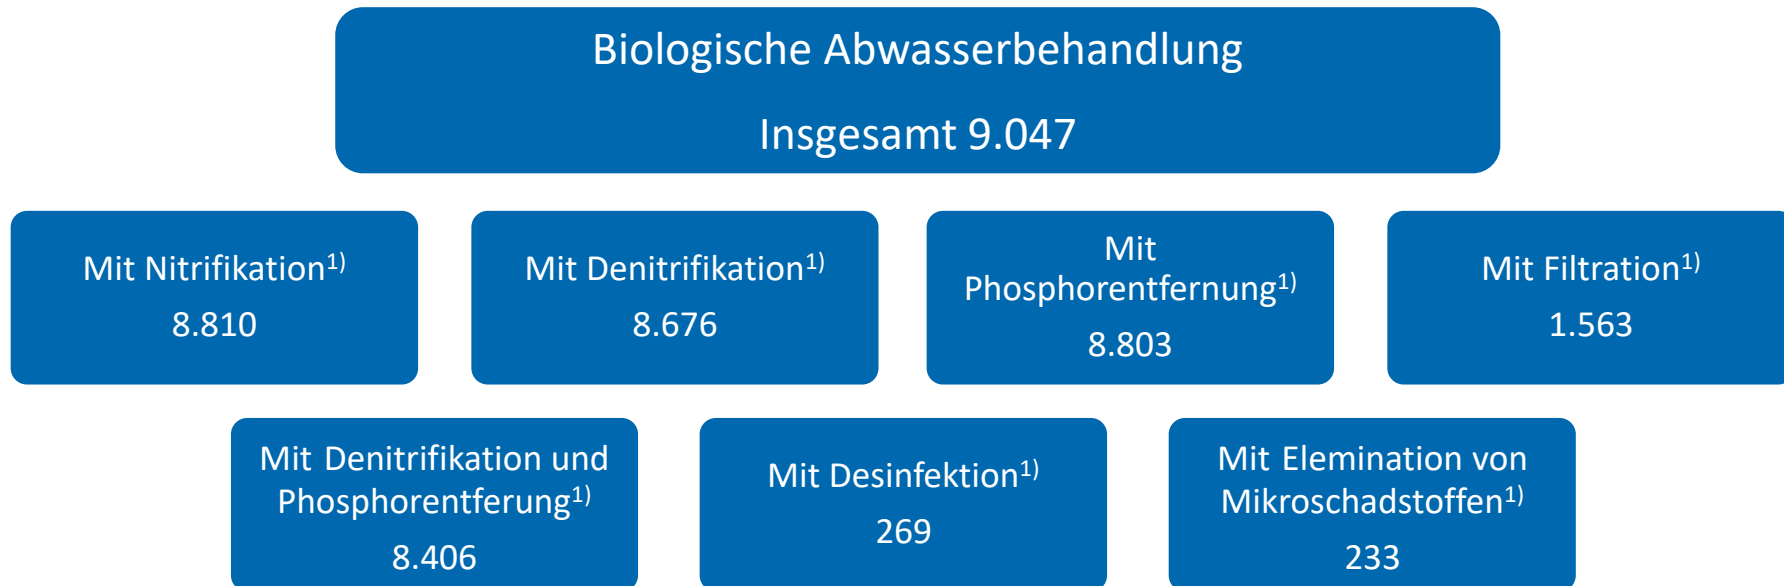 Biologische Abwasserbehandlung
Insgesamt 9.047
Mit Nitrifikation1)
8.810
Mit Denitrifikation1)
8.676
Mit
Phosphorentfernung1)
8.803
Mit Filtration1)
1.563
Mit Denitrifikation und
Phosphorentferung1)
8.406
Mit Desinfektion1)
269
Mit Elemination von
Mikroschadstoffen1)
233